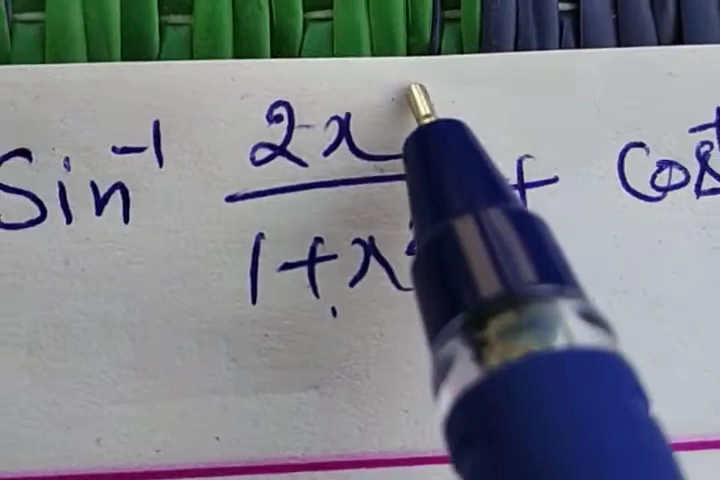 Sin⁻¹ 2x / 1+x² + Cos